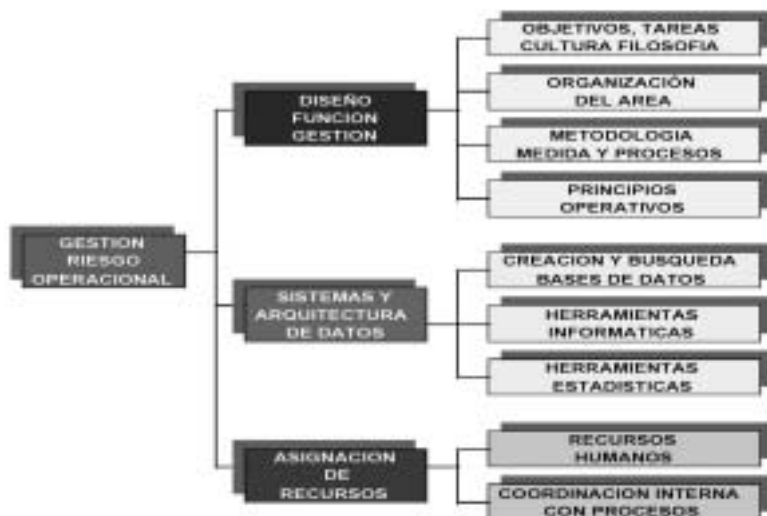 GESTION
RIESGO
OPERACIONAL
DISEÑO
FUNCION
GESTION
OBJETIVOS, TAREAS
CULTURA FILOSOFIA
ORGANIZACIÓN
DEL AREA
METODOLOGIA
MEDIDA Y PROCESOS
PRINCIPIOS
OPERATIVOS
SISTEMAS Y
ARQUITECTURA
DE DATOS
CREACION Y BUSQUEDA
BASES DE DATOS
HERRAMIENTAS
INFORMATICAS
HERRAMIENTAS
ESTADISTICAS
ASIGNACION
DE
RECURSOS
RECURSOS
HUMANOS
COORDINACION INTERNA
CON PROCESOS